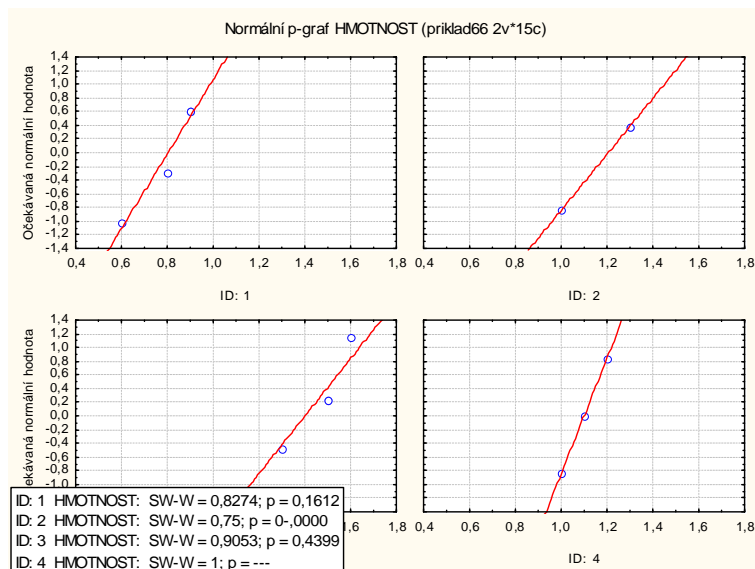 Normální p-graf HMOTNOST (priklad66 2v*15c)
Očekávaná normální hodnota
1,4
1,2
1,0
0,8
0,6
0,4
0,2
0,0
-0,2
-0,4
-0,6
-0,8
-1,0
-1,2
-1,4
0,4 0,6 0,8 1,0 1,2 1,4 1,6 1,8
ID: 1
0,4 0,6 0,8 1,0 1,2 1,4 1,6 1,8
ID: 2
čekávaná normální hodnota
1,4
1,2
1,0
0,8
0,6
0,4
0,2
0,0
-0,2
-0,4
-0,6
-0,8
-1,0
1,6 1,8
0,4 0,6 0,8 1,0 1,2 1,4 1,6 1,8
ID: 4
ID: 1 HMOTNOST: SW-W = 0,8274; p = 0,1612
ID: 2 HMOTNOST: SW-W = 0,75; p = 0-,0000
ID: 3 HMOTNOST: SW-W = 0,9053; p = 0,4399
ID: 4 HMOTNOST: SW-W = 1; p = ---